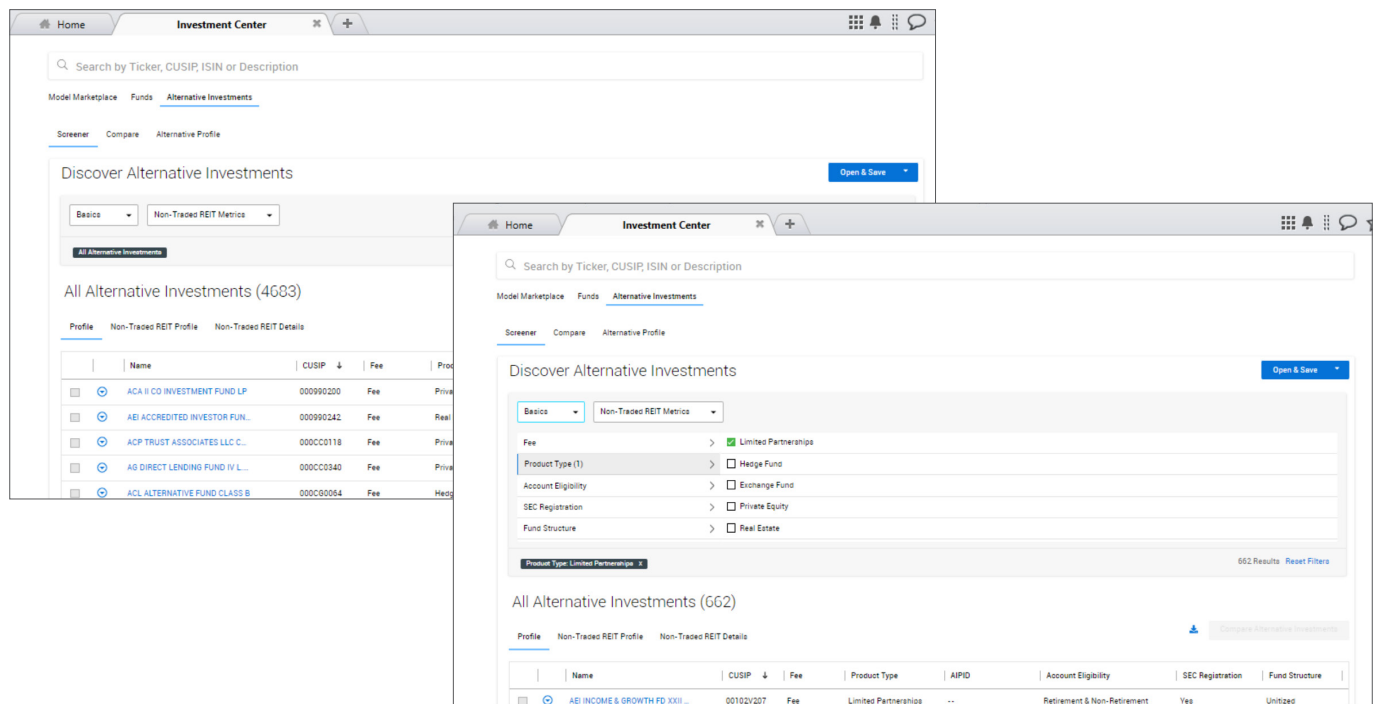 Home Investment Center
Search by Ticker, CUSIP, ISIN or Description
Model Marketplace Funds Alternative Investments
Screener Compare Alternative Profile
Discover Alternative Investments Open & Save
Basics Non-Traded REIT Metrics
All Alternative Investments
All Alternative Investments (4683)
Profile Non-Traded REIT Profile Non-Traded REIT Details
Name CUSIP Fee
ACA II CO INVESTMENT FUND LP 000990200 Fee
AEI ACCREDITED INVESTOR FUN... 000990242 Fee Real
ACP TRUST ASSOCIATES LLC C... 000CC0118 Fee
AG DIRECT LENDING FUND IV L... 000CC0340 Fee
ACL ALTERNATIVE FUND CLASS B 000CG0064 Fee
Home Investment Center
Search by Ticker, CUSIP, ISIN or Description
Model Marketplace Funds Alternative Investments
Screener Compare Alternative Profile
Discover Alternative Investments Open & Save
Basics Non-Traded REIT Metrics
Fee Limited Partnerships
Product Type (1) Hedge Fund
Account Eligibility Exchange Fund
SEC Registration Private Equity
Fund Structure Real Estate
Product Type: Limited Partnerships X 662 Results Reset Filters
All Alternative Investments (662)
Compare Alternative Investments
Profile Non-Traded REIT Profile Non-Traded REIT Details
Name CUSIP Fee Product Type AIPID Account Eligibility SEC Registration Fund Structure
AEI INCOME & GROWTH FD XXII ... 00102V207 Fee Limited Partnerships -- Retirement & Non-Retirement Yes Unitized